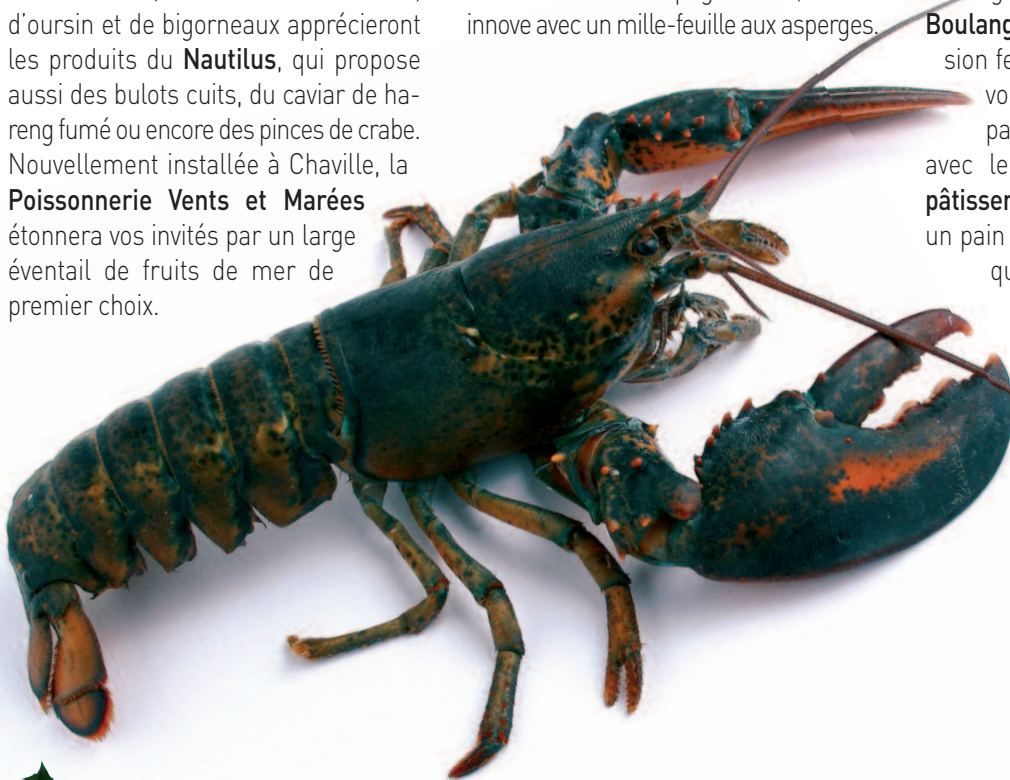 d'oursin et de bigorneaux apprécieront
les produits du Nautilus, qui propose
aussi des bulots cuits, du caviar de ha-
reng fumé ou encore des pinces de crabe.
Nouvellement installée à Chaville, la
Poissonnerie Vents et Marées
étonnera vos invités par un large
éventail de fruits de mer de
premier choix.
innove avec un mille-feuille aux asperges.
Boulang
sion fe
vo
pa
avec le
pâtisser
un pain
qu